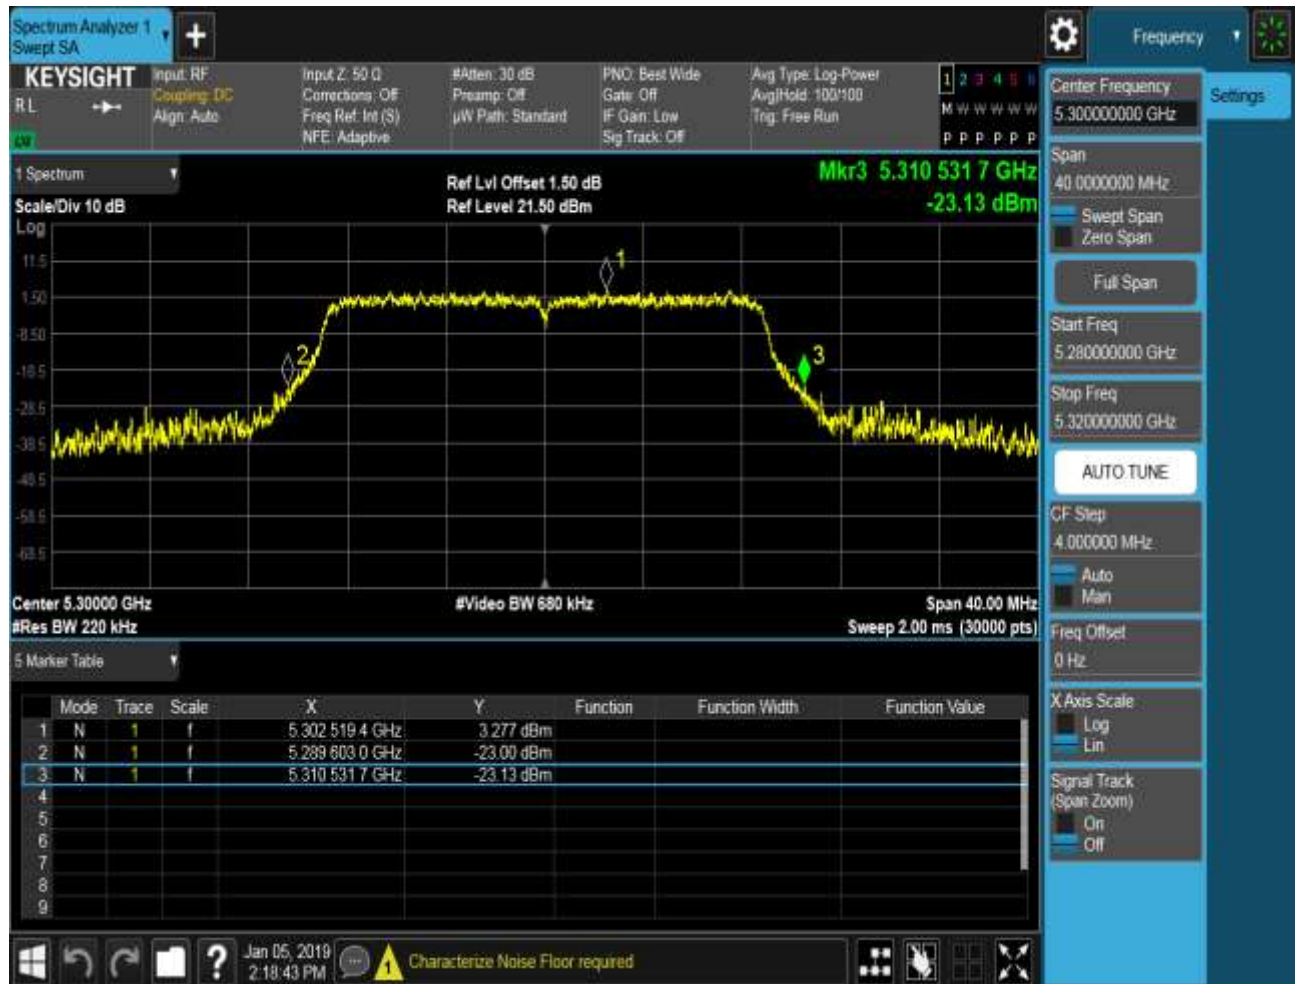 Spectrum Analyzer 1
Swept SA
+
Frequency
KEYSIGHT
RL
Input: RF
Coupling: DC
Align: Auto
Input Z: 50 Ω
Corrections: Off
Freq Ref: Int (S)
NFE: Adaptive
#Atten: 30 dB
Preamp: Off
µW Path: Standard
PNO: Best Wide
Gate: Off
IF Gain: Low
Sig Track: Off
Avg Type: Log-Power
Avg|Hold: 100/100
Trig: Free Run
1 2 3 4 5 6
M W W W W W
P P P P P P
1 Spectrum
Scale/Div 10 dB
Log
Ref Lvl Offset 1.50 dB
Ref Level 21.50 dBm
Mkr3 5.310 531 7 GHz
-23.13 dBm
11.5
1.50
-8.50
-18.5
-28.5
-38.5
-48.5
-58.5
-68.5
1
2
3
Center 5.30000 GHz
#Res BW 220 kHz
#Video BW 680 kHz
Span 40.00 MHz
Sweep 2.00 ms (30000 pts)
5 Marker Table
Mode Trace Scale X Y Function Function Width Function Value
1 N 1 f 5.302 519 4 GHz 3.277 dBm
2 N 1 f 5.289 603 0 GHz -23.00 dBm
3 N 1 f 5.310 531 7 GHz -23.13 dBm
4
5
6
7
8
9
Jan 05, 2019
2:18:43 PM
?
1
Characterize Noise Floor required
Center Frequency
5.300000000 GHz
Settings
Span
40.0000000 MHz
Swept Span
Zero Span
Full Span
Start Freq
5.280000000 GHz
Stop Freq
5.320000000 GHz
AUTO TUNE
CF Step
4.000000 MHz
Auto
Man
Freq Offset
0 Hz
X Axis Scale
Log
Lin
Signal Track
(Span Zoom)
On
Off